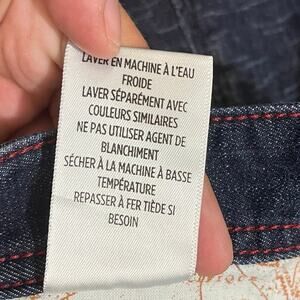 LAVER EN MACHINE À L'EAU
FROIDE
LAVER SÉPARÉMENT AVEC
COULEURS SIMILAIRES
NE PAS UTILISER AGENT DE
BLANCHIMENT
SÉCHER À LA MACHINE À BASSE
TEMPÉRATURE
REPASSER À FER TIÈDE SI
BESOIN